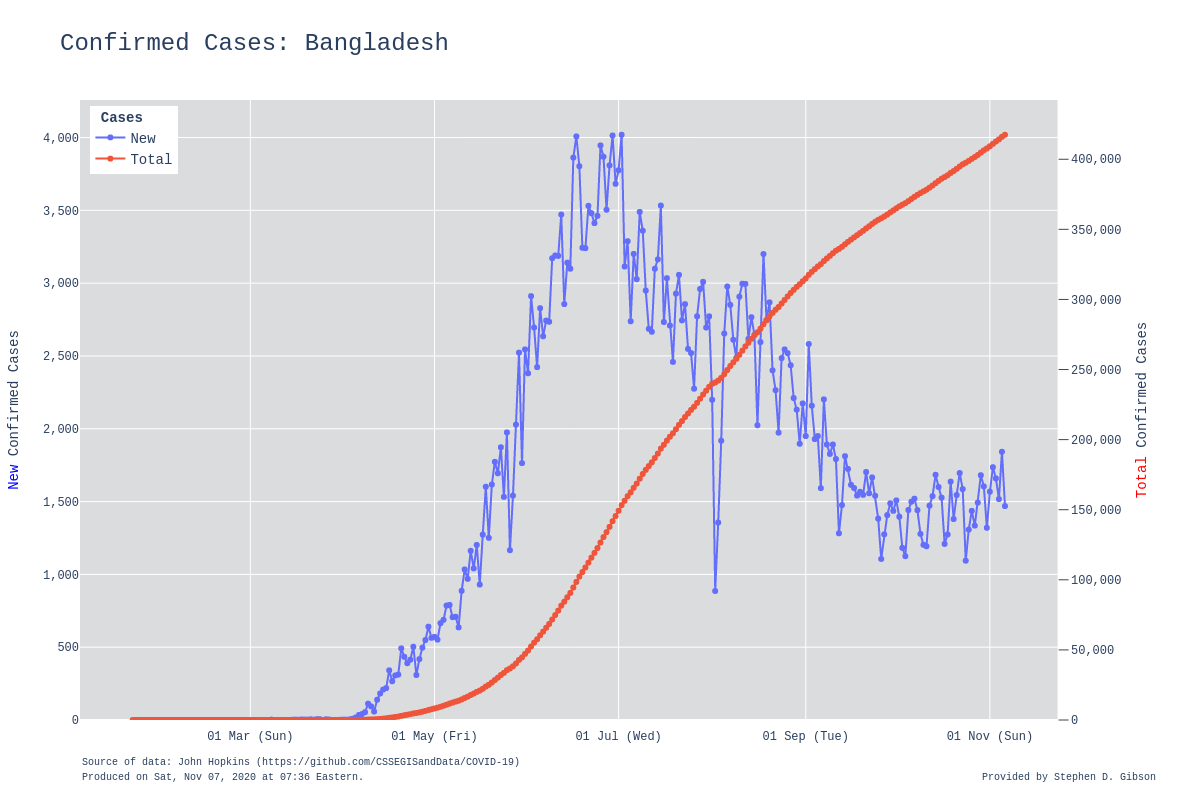 Confirmed Cases: Bangladesh
Cases
New
Total
4,000
3,500
3,000
2,500
2,000
1,500
1,000
500
0
New Confirmed Cases
400,000
350,000
300,000
250,000
200,000
150,000
100,000
50,000
0
Total Confirmed Cases
01 Mar (Sun)
01 May (Fri)
01 Jul (Wed)
01 Sep (Tue)
01 Nov (Sun)
Source of data: John Hopkins (https://github.com/CSSEGISandData/COVID-19)
Produced on Sat, Nov 07, 2020 at 07:36 Eastern.
Provided by Stephen D. Gibson